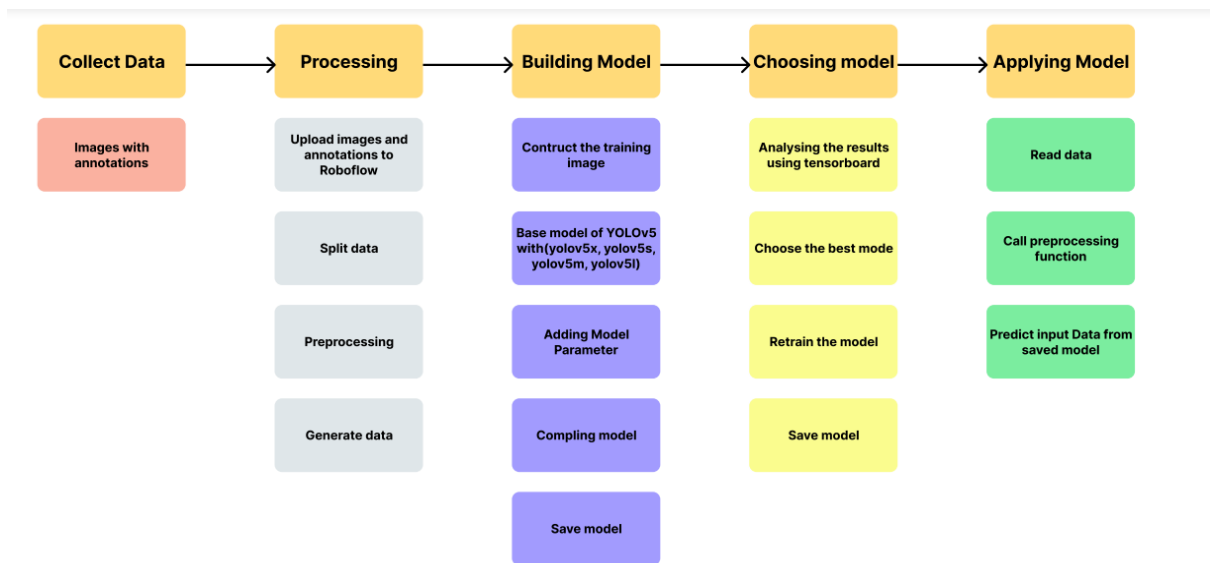 Collect Data
Processing
Building Model
Choosing model
Applying Model
Images with
annotations
Upload images and
annotations to
Roboflow
Split data
Preprocessing
Generate data
Contruct the training
image
Base model of YOLOv5
with(yolov5x, yolov5s,
yolov5m, yolov5l)
Adding Model
Parameter
Compling model
Save model
Analysing the results
using tensorboard
Choose the best mode
Retrain the model
Save model
Read data
Call preprocessing
function
Predict input Data from
saved model